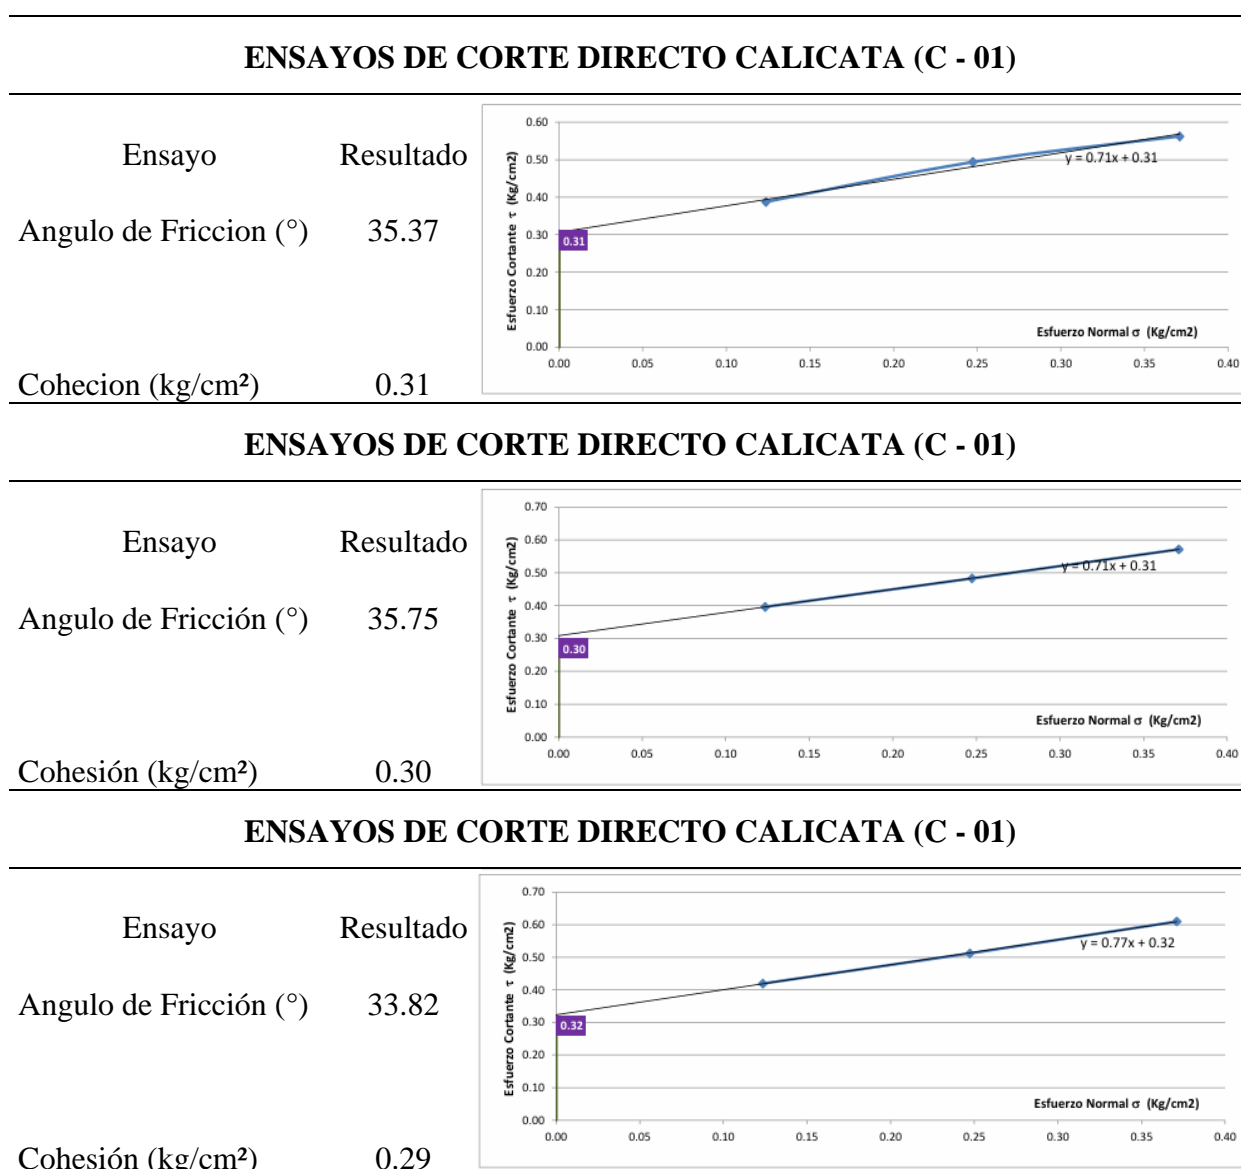 ENSAYOS DE CORTE DIRECTO CALICATA (C - 01)
Ensayo Resultado
Angulo de Friccion (°) 35.37
Cohecion (kg/cm²) 0.31
Esfuerzo Cortante τ (Kg/cm2)
0.60
0.50
0.40
0.30
0.20
0.10
0.00
y = 0.71x + 0.31
0.31
Esfuerzo Normal σ (Kg/cm2)
0.00 0.05 0.10 0.15 0.20 0.25 0.30 0.35 0.40
ENSAYOS DE CORTE DIRECTO CALICATA (C - 01)
Ensayo Resultado
Angulo de Fricción (°) 35.75
Cohesión (kg/cm²) 0.30
Esfuerzo Cortante τ (Kg/cm2)
0.70
0.60
0.50
0.40
0.30
0.20
0.10
0.00
y = 0.71x + 0.31
0.30
Esfuerzo Normal σ (Kg/cm2)
0.00 0.05 0.10 0.15 0.20 0.25 0.30 0.35 0.40
ENSAYOS DE CORTE DIRECTO CALICATA (C - 01)
Ensayo Resultado
Angulo de Fricción (°) 33.82
Cohesión (kg/cm²) 0.29
Esfuerzo Cortante τ (Kg/cm2)
0.70
0.60
0.50
0.40
0.30
0.20
0.10
0.00
y = 0.77x + 0.32
0.32
Esfuerzo Normal σ (Kg/cm2)
0.00 0.05 0.10 0.15 0.20 0.25 0.30 0.35 0.40